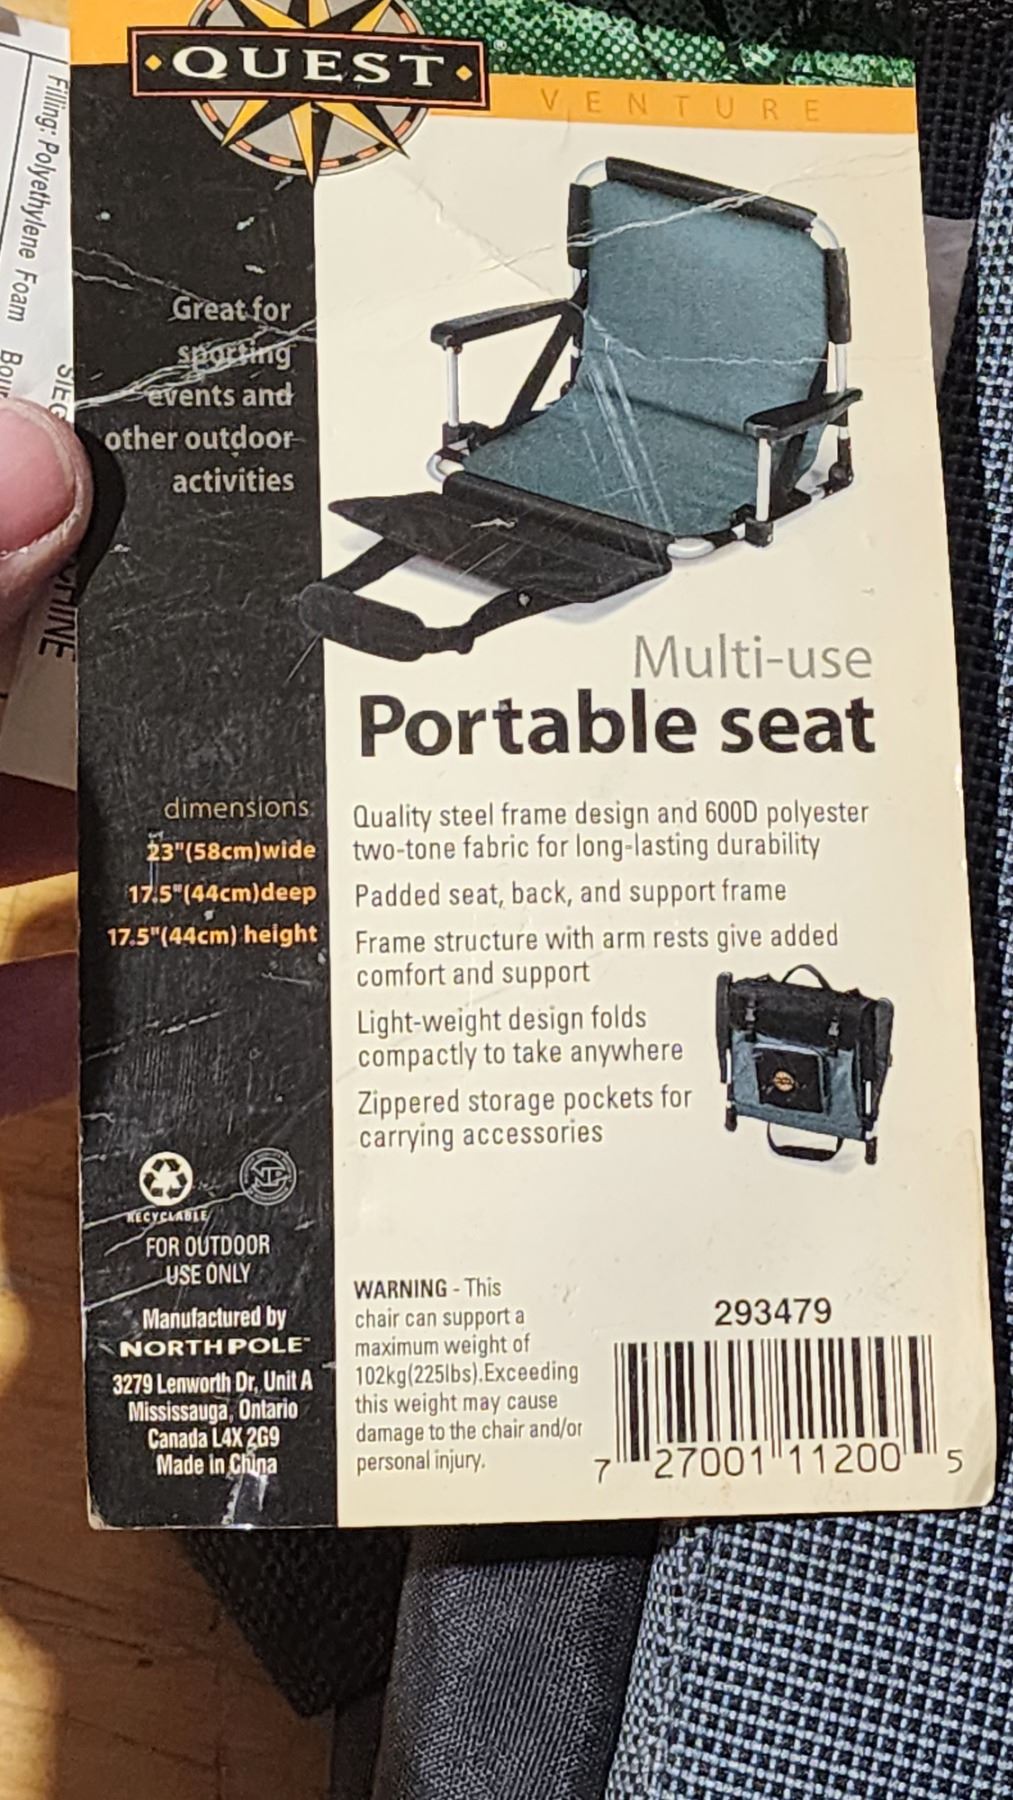 QUEST
VENTURE
Filling: Polyethylene Foam
Great for
sporting
events and
other outdoor
activities
Multi-use
Portable seat
dimensions
23"(58cm)wide
17.5"(44cm)deep
17.5"(44cm) height
Quality steel frame design and 600D polyester
two-tone fabric for long-lasting durability
Padded seat, back, and support frame
Frame structure with arm rests give added
comfort and support
Light-weight design folds
compactly to take anywhere
Zippered storage pockets for
carrying accessories
NP
RECYCLABLE
FOR OUTDOOR
USE ONLY
Manufactured by
NORTHPOLE™
3279 Lenworth Dr, Unit A
Mississauga, Ontario
Canada L4X 2G9
Made in China
WARNING - This
chair can support a
maximum weight of
102kg(225lbs).Exceeding
this weight may cause
damage to the chair and/or
personal injury.
293479
7 27001 11200 5